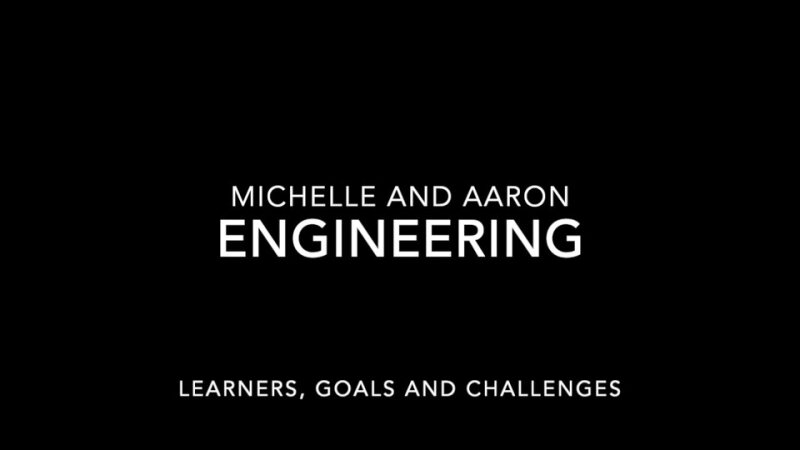 MICHELLE AND AARON
ENGINEERING
LEARNERS, GOALS AND CHALLENGES